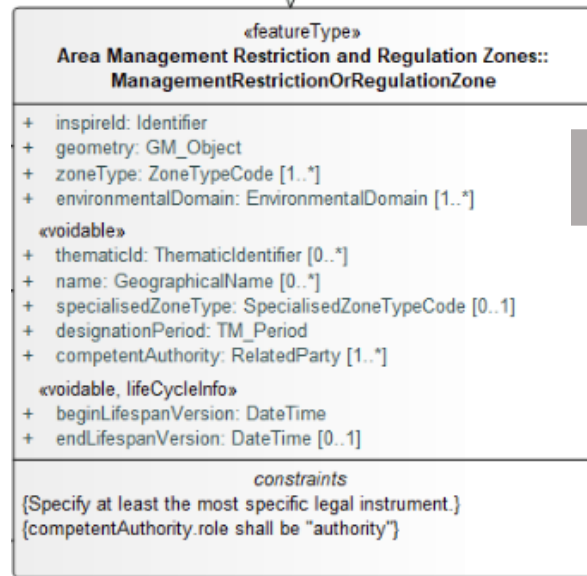 «featureType»
Area Management Restriction and Regulation Zones::
ManagementRestrictionOrRegulationZone
+ inspireId: Identifier
+ geometry: GM_Object
+ zoneType: ZoneTypeCode [1..*]
+ environmentalDomain: EnvironmentalDomain [1..*]
«voidable»
+ thematicId: ThematicIdentifier [0..*]
+ name: GeographicalName [0..*]
+ specialisedZoneType: SpecialisedZoneTypeCode [0..1]
+ designationPeriod: TM_Period
+ competentAuthority: RelatedParty [1..*]
«voidable, lifeCycleInfo»
+ beginLifespanVersion: DateTime
+ endLifespanVersion: DateTime [0..1]
constraints
{Specify at least the most specific legal instrument.}
{competentAuthority.role shall be "authority"}